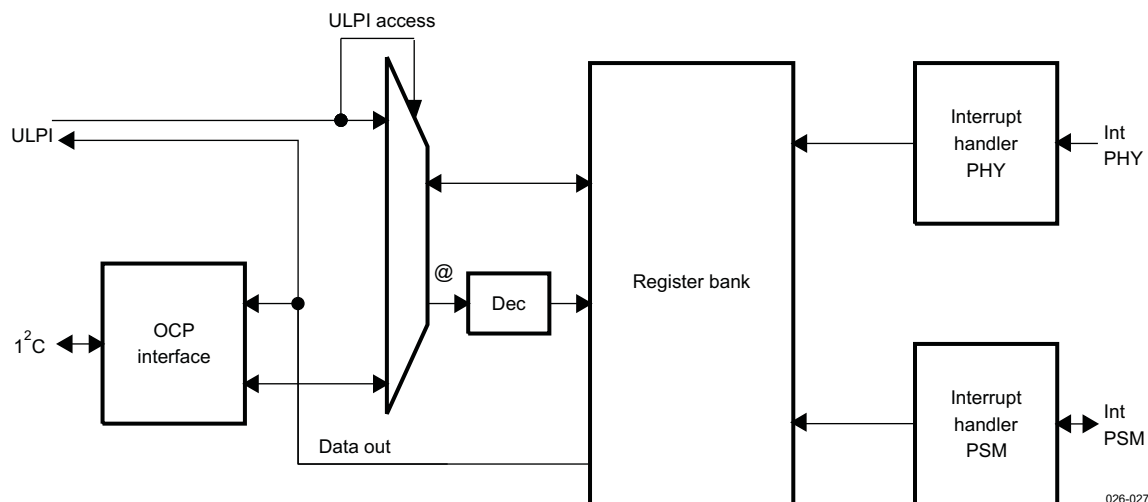 ULPI access
ULPI
Interrupt
handler
PHY
Int
PHY
Register bank
@
Dec
1²C
OCP
interface
Data out
Interrupt
handler
PSM
Int
PSM
026-027